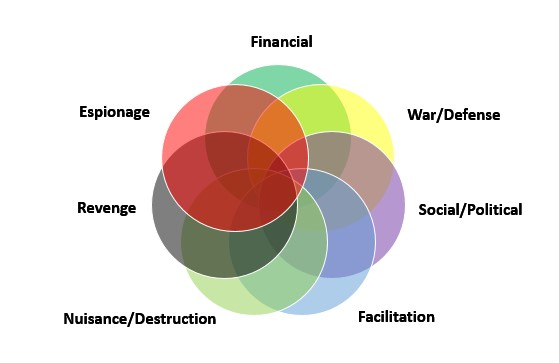 Financial
Espionage
War/Defense
Revenge
Social/Political
Nuisance/Destruction
Facilitation